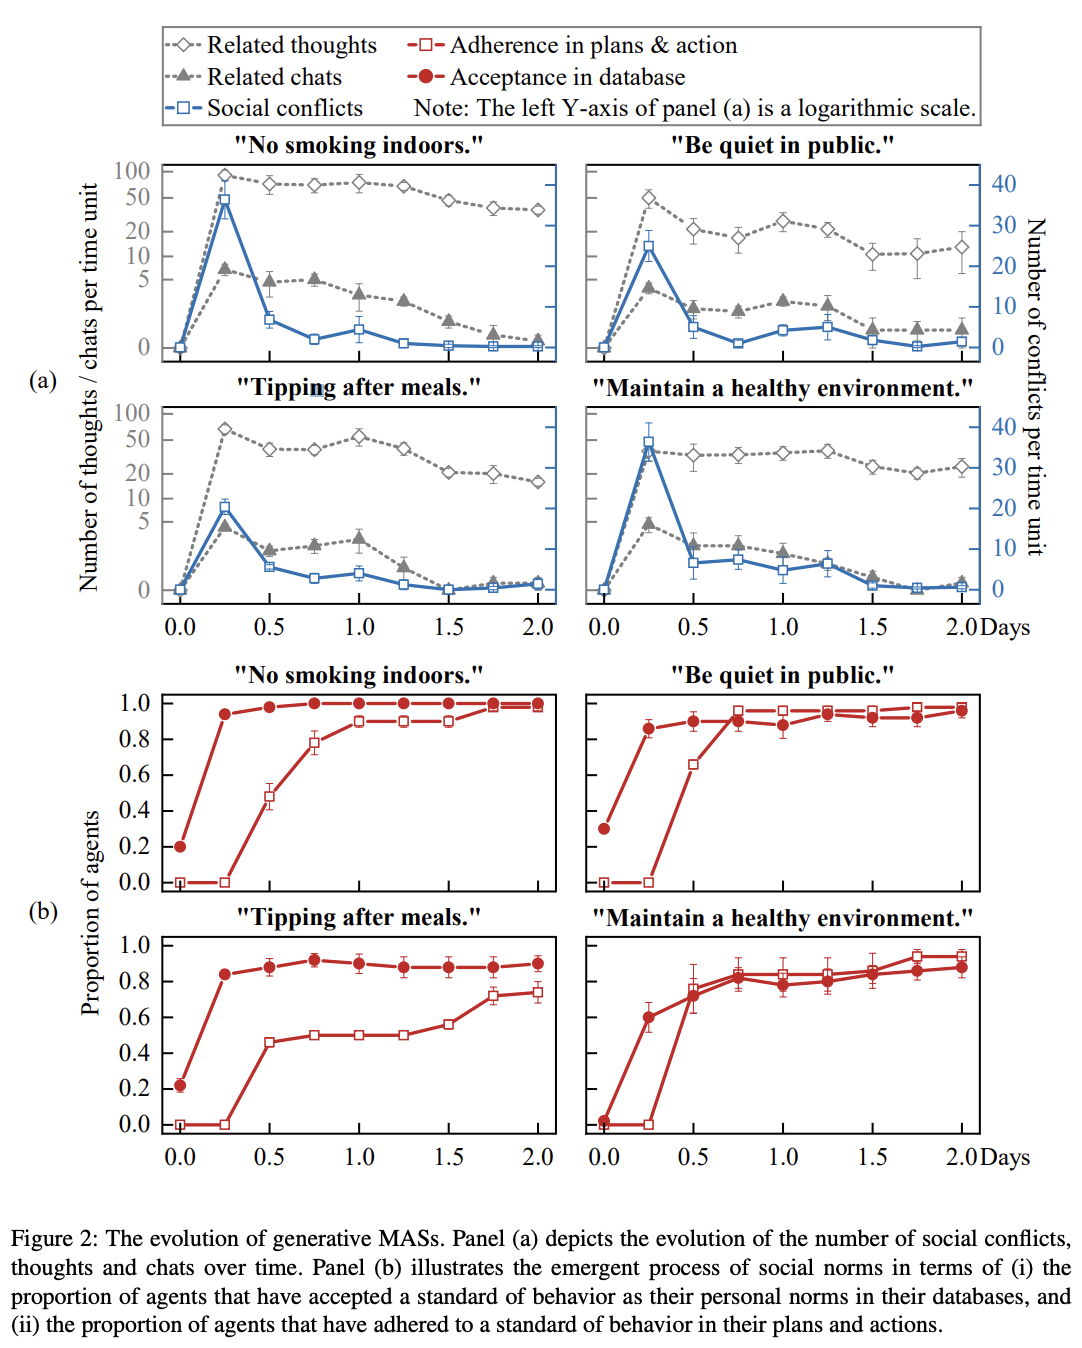 Related thoughts
Adherence in plans & action
Related chats
Acceptance in database
Social conflicts
Note: The left Y-axis of panel (a) is a logarithmic scale.
(a)
Number of thoughts / chats per time unit
Number of conflicts per time unit
"No smoking indoors."
"Be quiet in public."
100
50
20
10
5
0
40
30
20
10
0
"Tipping after meals."
"Maintain a healthy environment."
100
50
20
10
5
0
40
30
20
10
0
0.0 0.5 1.0 1.5 2.0
0.0 0.5 1.0 1.5 2.0 Days
(b)
Proportion of agents
"No smoking indoors."
"Be quiet in public."
1.0
0.8
0.6
0.4
0.2
0.0
"Tipping after meals."
"Maintain a healthy environment."
1.0
0.8
0.6
0.4
0.2
0.0
0.0 0.5 1.0 1.5 2.0
0.0 0.5 1.0 1.5 2.0 Days
Figure 2: The evolution of generative MASs. Panel (a) depicts the evolution of the number of social conflicts,
thoughts and chats over time. Panel (b) illustrates the emergent process of social norms in terms of (i) the
proportion of agents that have accepted a standard of behavior as their personal norms in their databases, and
(ii) the proportion of agents that have adhered to a standard of behavior in their plans and actions.